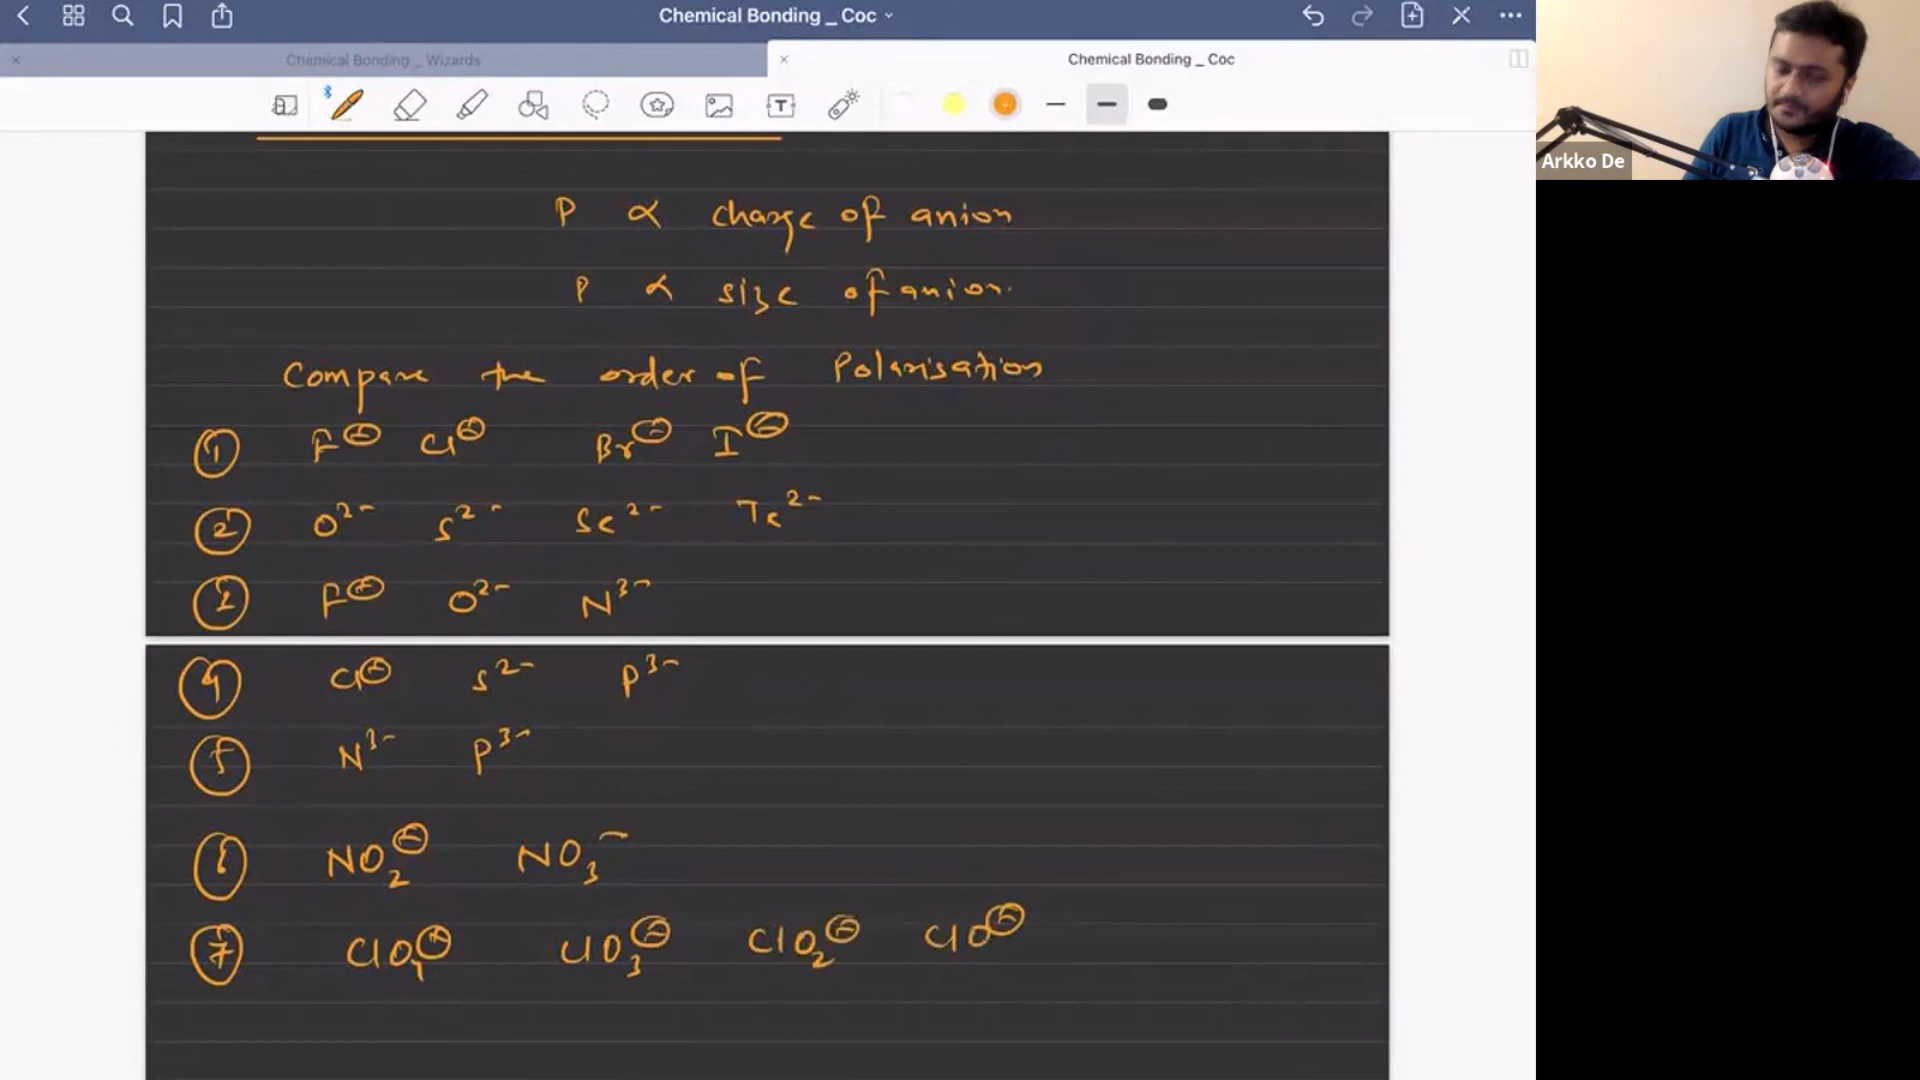 Chemical Bonding _ Coc
Chemical Bonding _ Wizards
Chemical Bonding _ Coc
Arkko De
P ∝ charge of anion
P ∝ size of anion.
Compare the order of Polarisation
① F⊖ Cl⊖ Br⊖ I⊖
② O²⁻ S²⁻ Se²⁻ Te²⁻
③ F⊖ O²⁻ N³⁻
④ Cl⊖ S²⁻ P³⁻
⑤ N³⁻ P³⁻
⑥ NO₂⊖ NO₃⁻
⑦ ClO₄⊖ ClO₃⊖ ClO₂⊖ ClO⊖